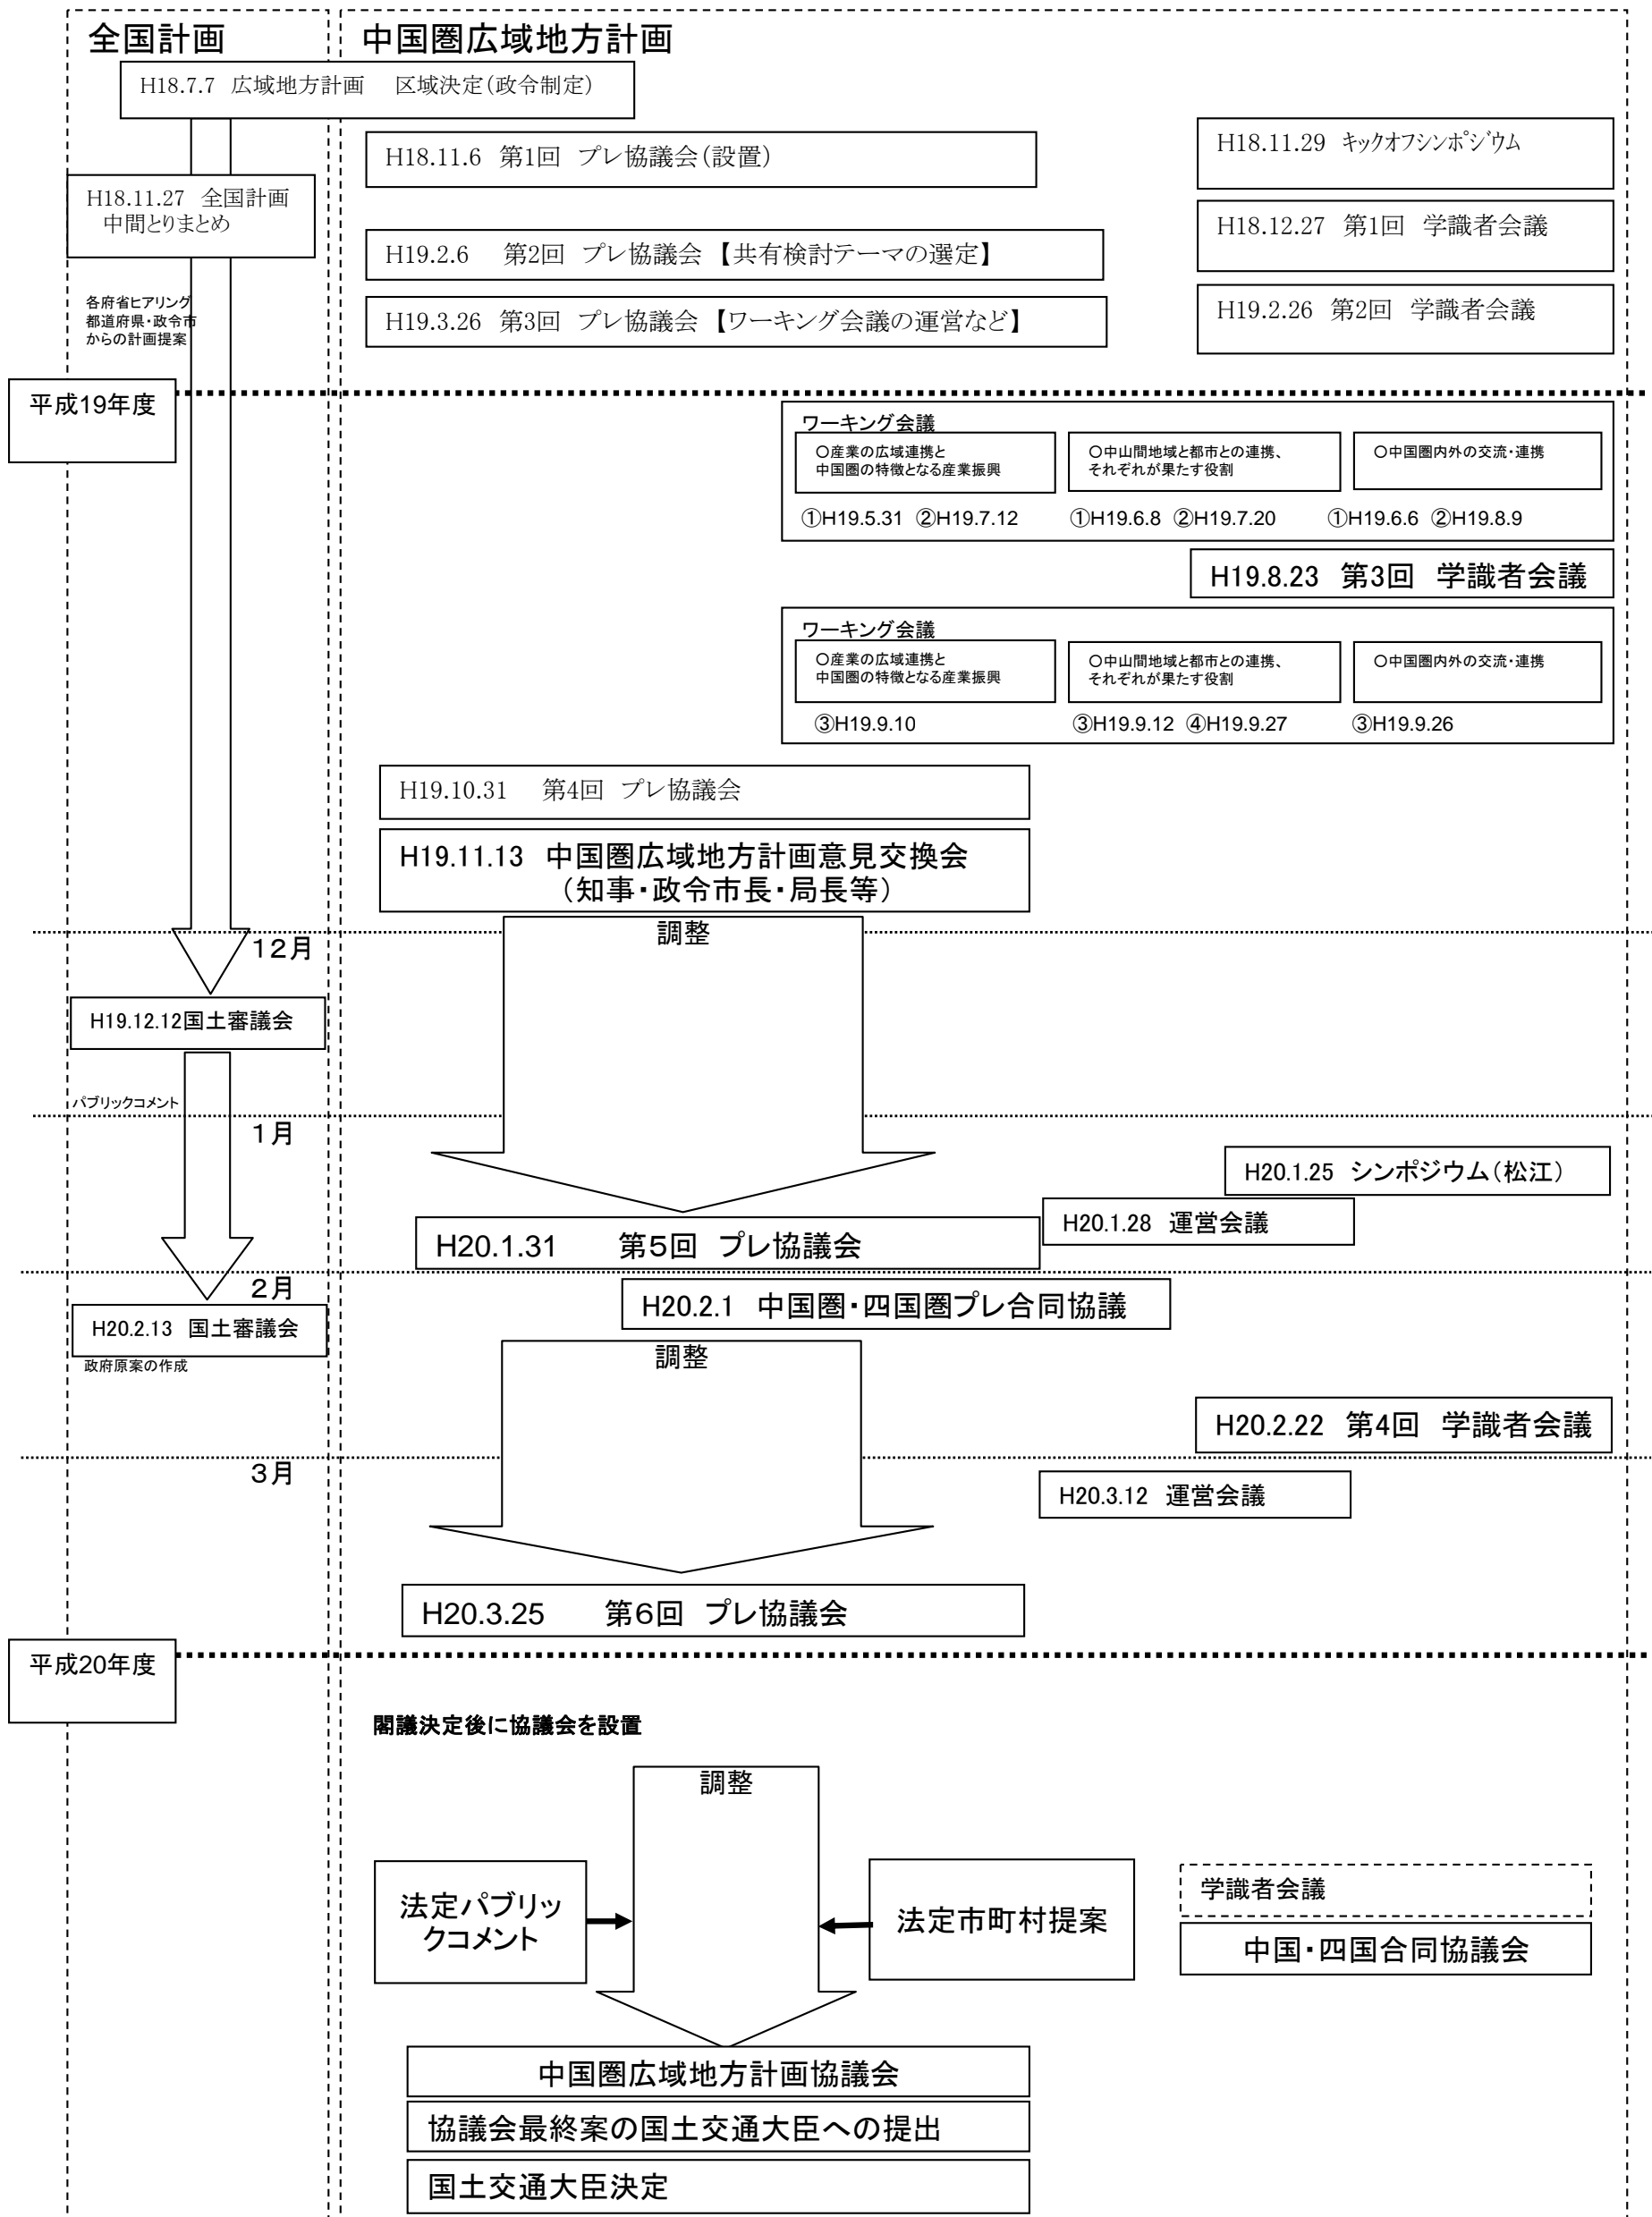 全国計画
中国圏広域地方計画
H18.7.7 広域地方計画　区域決定(政令制定)
H18.11.6 第1回 プレ協議会(設置)
H18.11.29 キックオフシンポジウム
H18.11.27 全国計画
中間とりまとめ
H18.12.27 第1回 学識者会議
H19.2.6 第2回 プレ協議会 【共有検討テーマの選定】
H19.2.26 第2回 学識者会議
各府省ヒアリング
都道府県・政令市
からの計画提案
H19.3.26 第3回 プレ協議会 【ワーキング会議の運営など】
平成19年度
ワーキング会議
○産業の広域連携と
中国圏の特徴となる産業振興
○中山間地域と都市との連携、
それぞれが果たす役割
○中国圏内外の交流・連携
①H19.5.31 ②H19.7.12
①H19.6.8 ②H19.7.20
①H19.6.6 ②H19.8.9
H19.8.23 第3回 学識者会議
ワーキング会議
○産業の広域連携と
中国圏の特徴となる産業振興
○中山間地域と都市との連携、
それぞれが果たす役割
○中国圏内外の交流・連携
③H19.9.10
③H19.9.12 ④H19.9.27
③H19.9.26
H19.10.31 第4回 プレ協議会
H19.11.13 中国圏広域地方計画意見交換会
(知事・政令市長・局長等)
調整
12月
H19.12.12国土審議会
パブリックコメント
1月
H20.1.25 シンポジウム(松江)
H20.1.28 運営会議
H20.1.31 第5回 プレ協議会
2月
H20.2.1 中国圏・四国圏プレ合同協議
H20.2.13 国土審議会
政府原案の作成
調整
H20.2.22 第4回 学識者会議
3月
H20.3.12 運営会議
H20.3.25 第6回 プレ協議会
平成20年度
閣議決定後に協議会を設置
調整
法定パブリッ
クコメント
法定市町村提案
学識者会議
中国・四国合同協議会
中国圏広域地方計画協議会
協議会最終案の国土交通大臣への提出
国土交通大臣決定